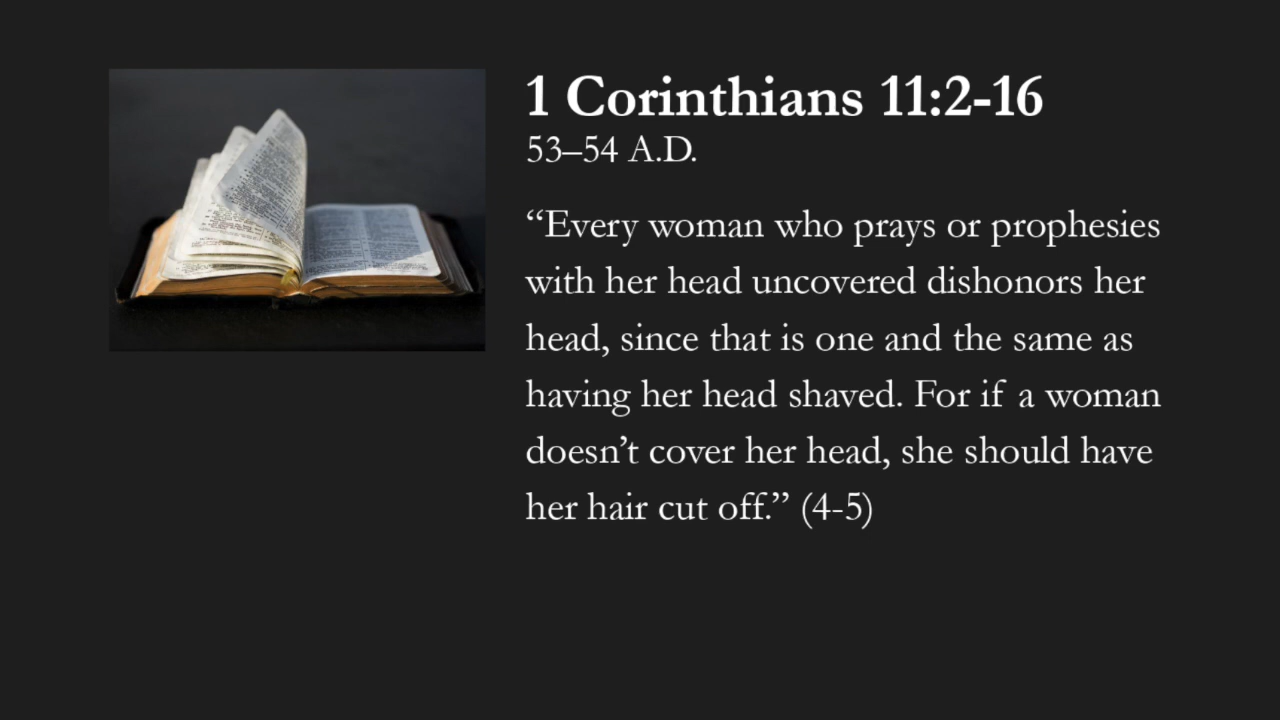 1 Corinthians 11:2-16
53–54 A.D.
“Every woman who prays or prophesies
with her head uncovered dishonors her
head, since that is one and the same as
having her head shaved. For if a woman
doesn’t cover her head, she should have
her hair cut off.” (4-5)